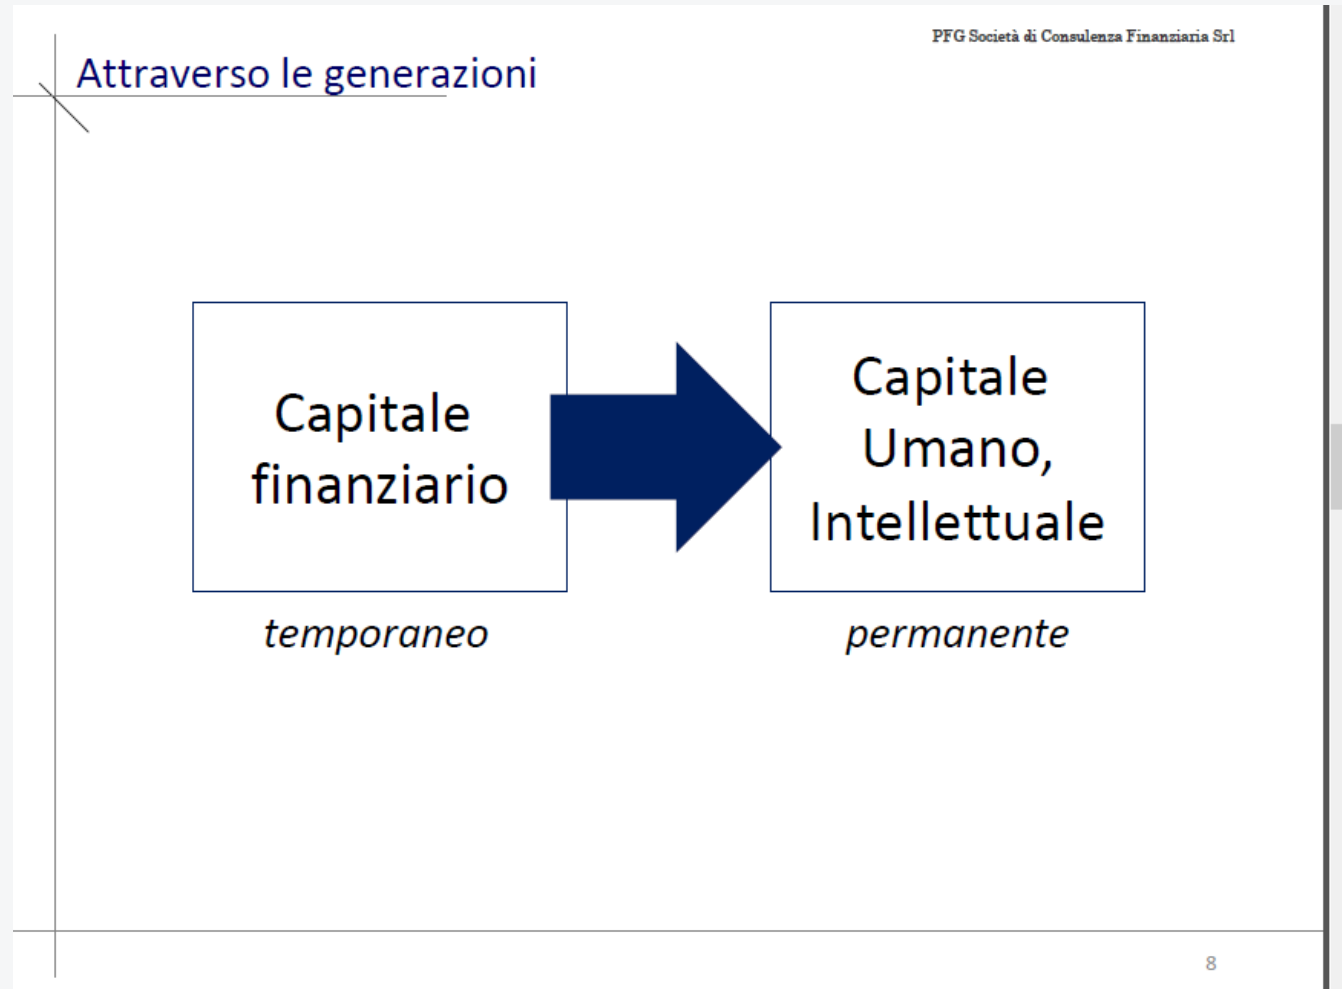 PFG Società di Consulenza Finanziaria Srl
Attraverso le generazioni
Capitale
finanziario
temporaneo
Capitale
Umano,
Intellettuale
permanente
8